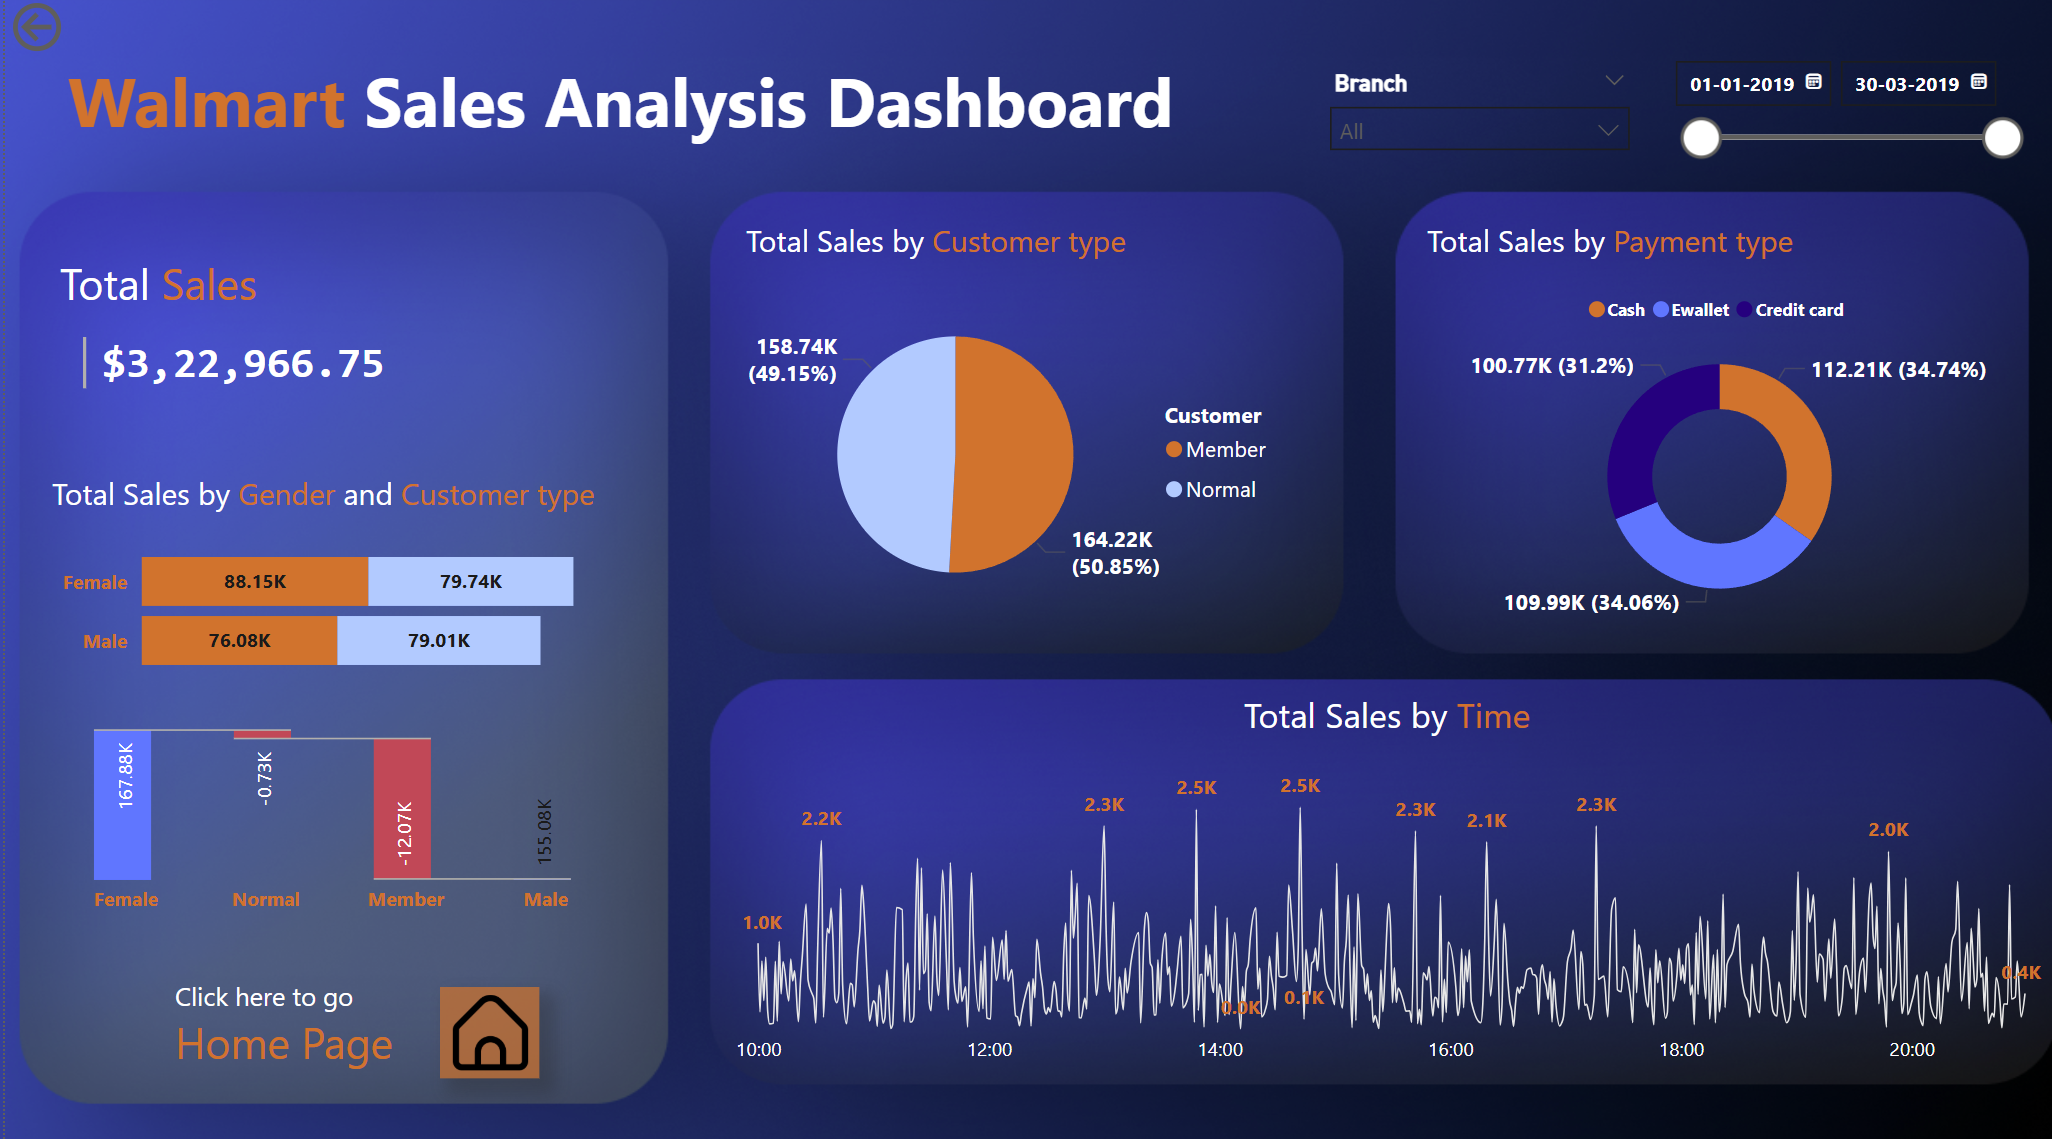 Walmart Sales Analysis Dashboard
Branch
All
01-01-2019
30-03-2019
Total Sales
$3,22,966.75
Total Sales by Gender and Customer type
Female
88.15K
79.74K
Male
76.08K
79.01K
167.88K
-0.73K
-12.07K
155.08K
Female
Normal
Member
Male
Click here to go
Home Page
Total Sales by Customer type
158.74K
(49.15%)
164.22K
(50.85%)
Customer
Member
Normal
Total Sales by Payment type
Cash
Ewallet
Credit card
100.77K (31.2%)
112.21K (34.74%)
109.99K (34.06%)
Total Sales by Time
1.0K
2.2K
2.3K
2.5K
0.0K
2.5K
0.1K
2.3K
2.1K
2.3K
2.0K
0.4K
10:00
12:00
14:00
16:00
18:00
20:00